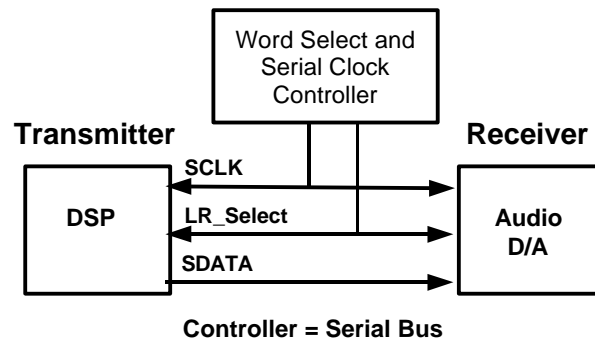 Word Select and
Serial Clock
Controller
Transmitter
Receiver
SCLK
DSP
LR_Select
Audio
D/A
SDATA
Controller = Serial Bus